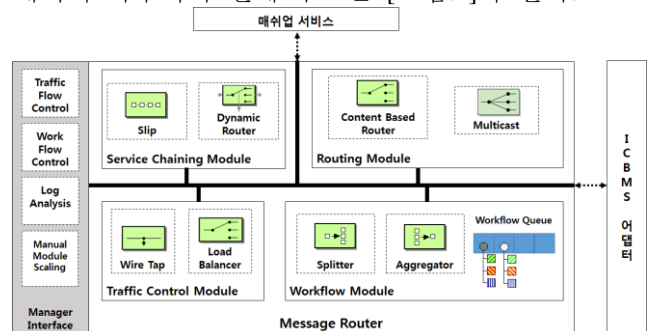 매쉬업 서비스
Traffic
Flow
Control
Work
Flow
Control
Log
Analysis
Manual
Module
Scaling
Manager
Interface
Slip
Dynamic
Router
Service Chaining Module
Content Based
Router
Multicast
Routing Module
Wire Tap
Load
Balancer
Traffic Control Module
Splitter
Aggregator
Workflow Queue
Workflow Module
Message Router
I
C
B
M
S
어
댑
터